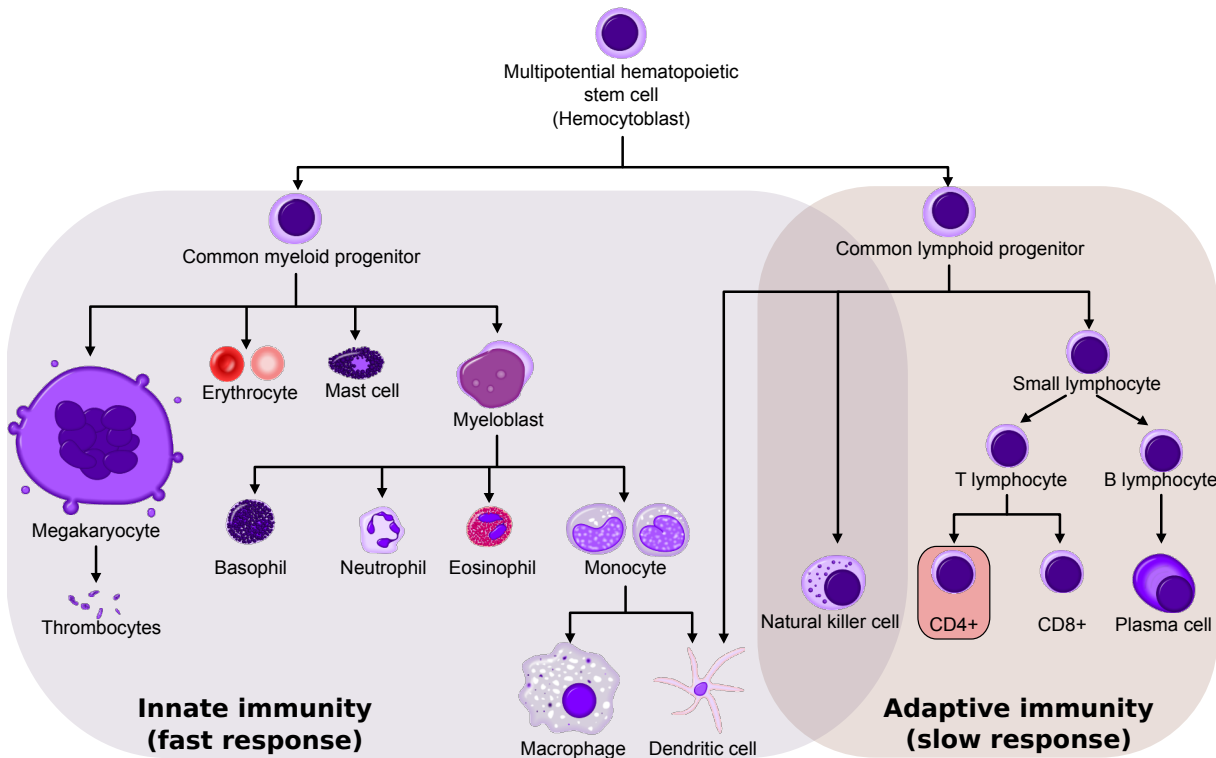 Multipotential hematopoietic
stem cell
(Hemocytoblast)
Common myeloid progenitor
Common lymphoid progenitor
Erythrocyte
Mast cell
Myeloblast
Small lymphocyte
T lymphocyte
B lymphocyte
Megakaryocyte
Basophil
Neutrophil
Eosinophil
Monocyte
Natural killer cell
CD4+
CD8+
Plasma cell
Thrombocytes
Macrophage
Dendritic cell
Innate immunity
(fast response)
Adaptive immunity
(slow response)